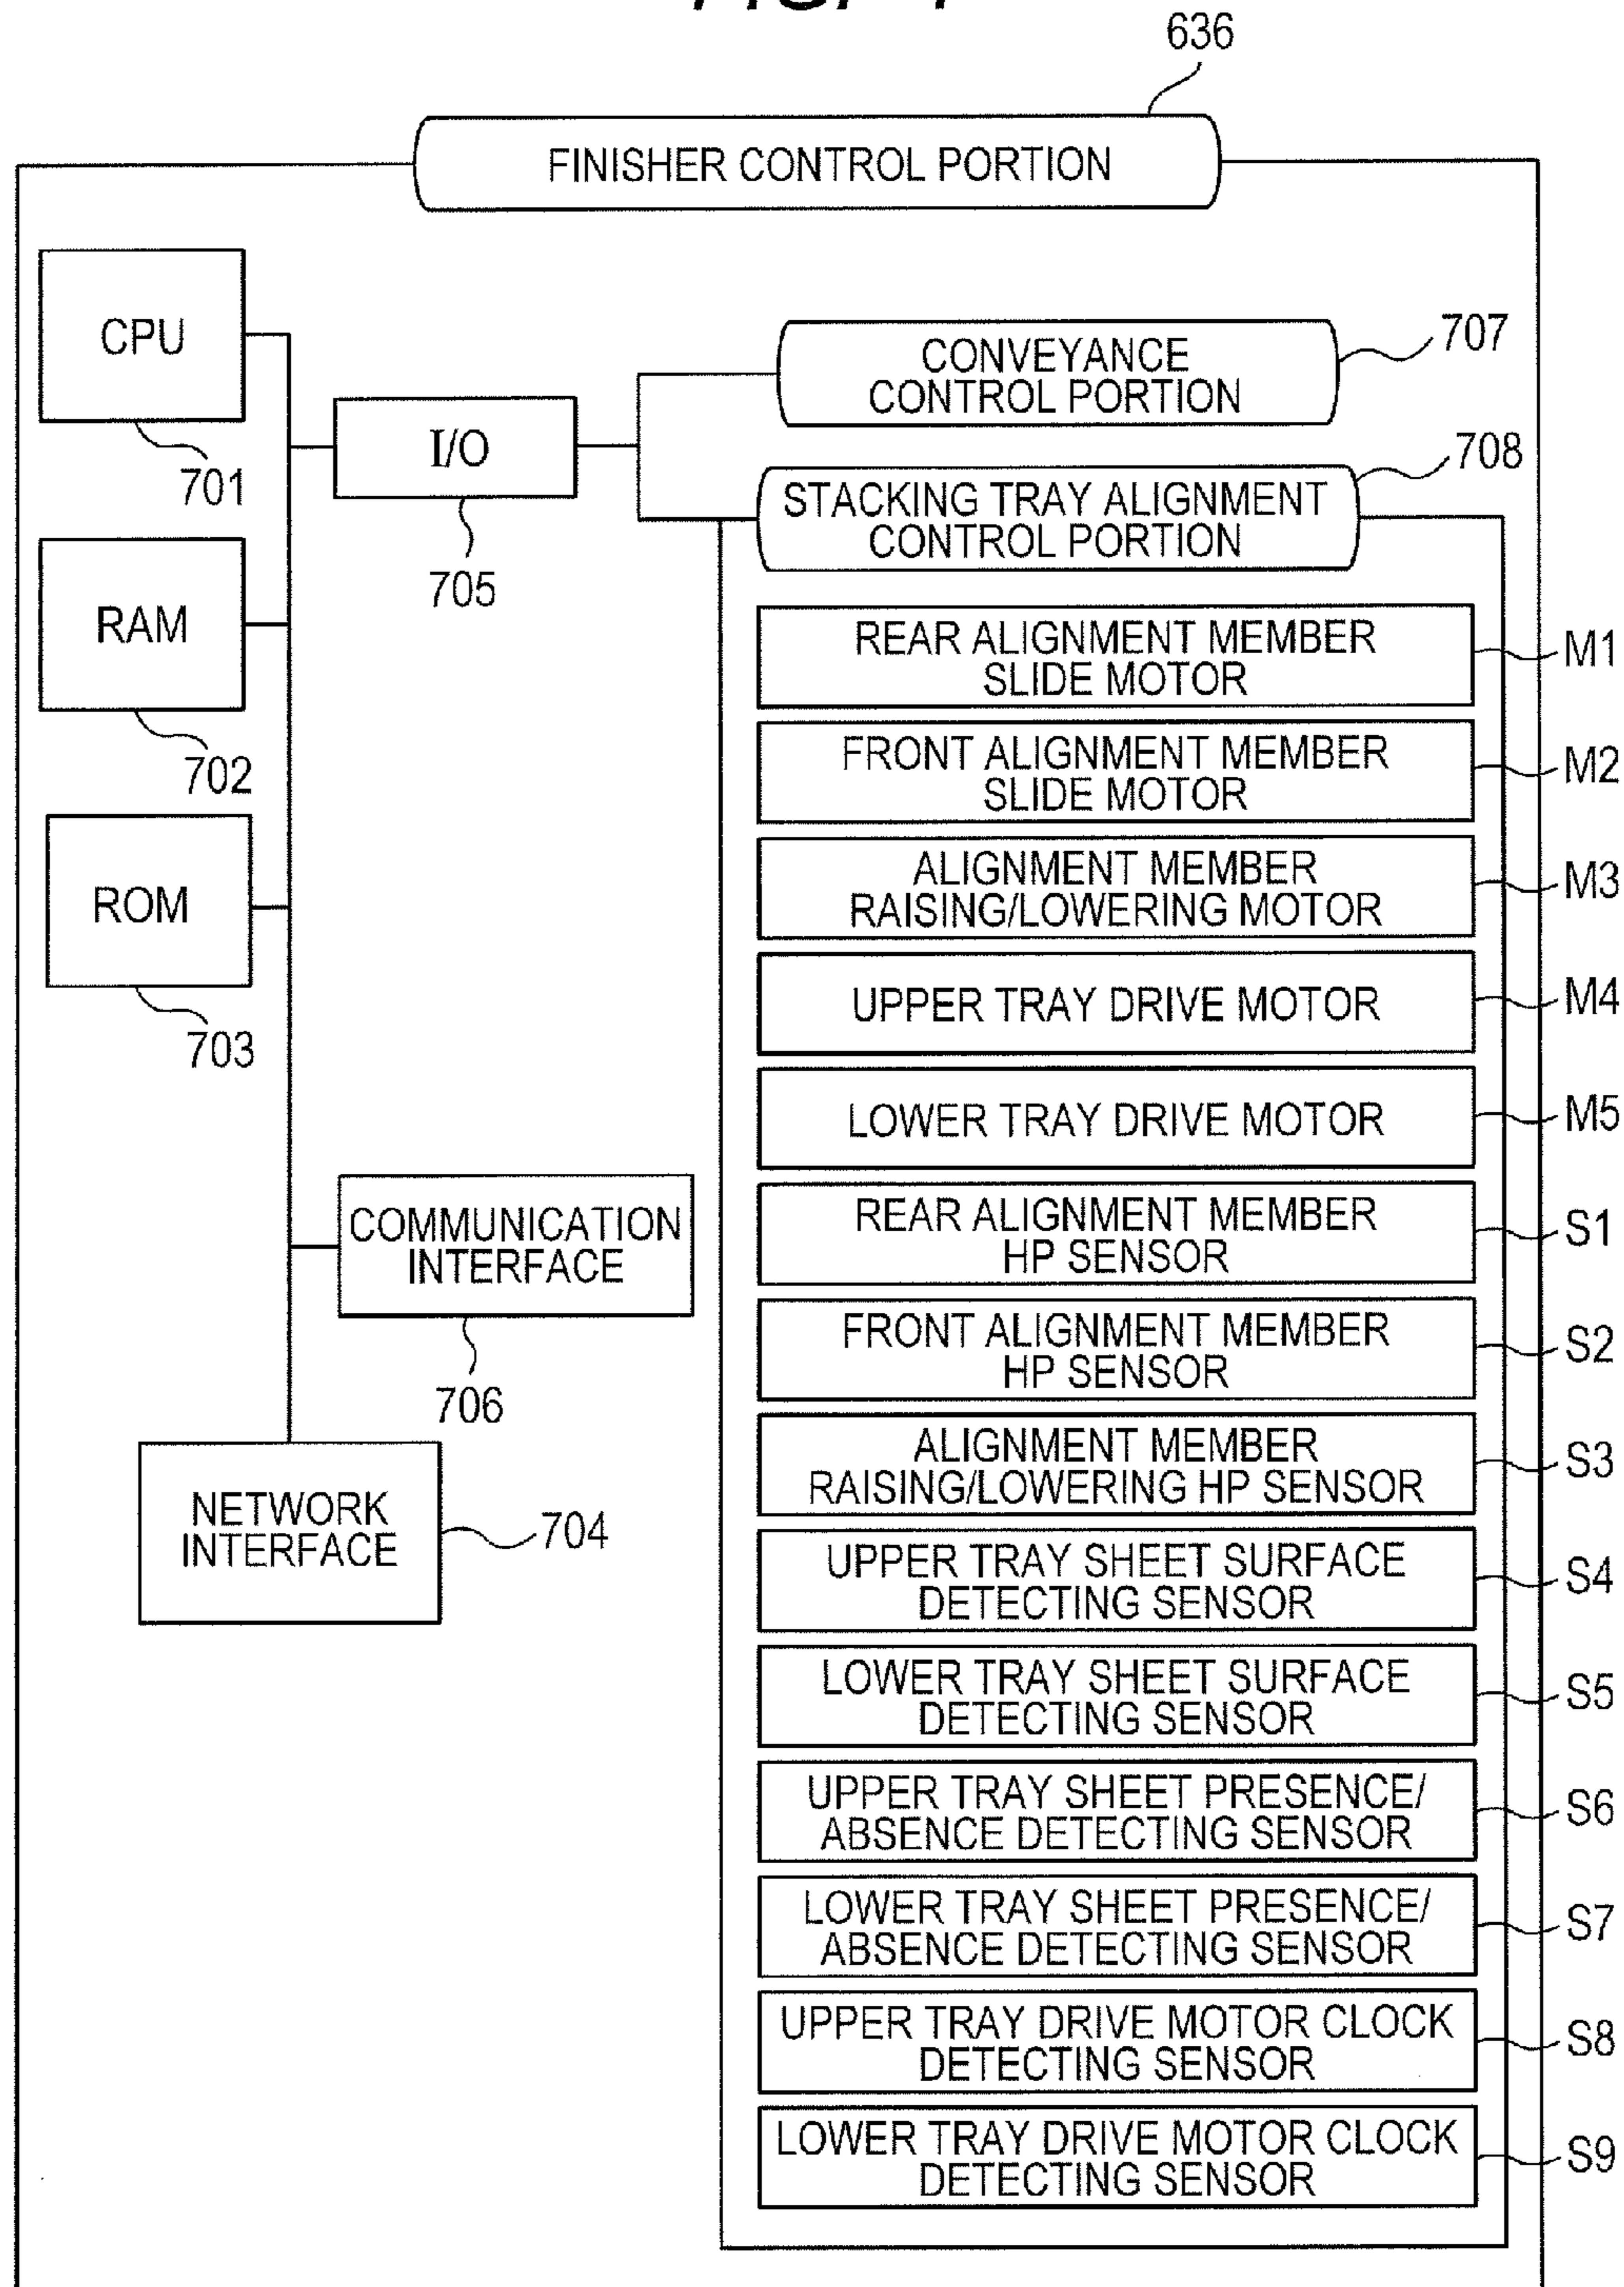 636
FINISHER CONTROL PORTION
CPU
701
RAM
702
ROM
703
I/O
705
COMMUNICATION
INTERFACE
706
NETWORK
INTERFACE
704
CONVEYANCE
CONTROL PORTION
707
STACKING TRAY ALIGNMENT
CONTROL PORTION
708
REAR ALIGNMENT MEMBER
SLIDE MOTOR
M1
FRONT ALIGNMENT MEMBER
SLIDE MOTOR
M2
ALIGNMENT MEMBER
RAISING/LOWERING MOTOR
M3
UPPER TRAY DRIVE MOTOR
M4
LOWER TRAY DRIVE MOTOR
M5
REAR ALIGNMENT MEMBER
HP SENSOR
S1
FRONT ALIGNMENT MEMBER
HP SENSOR
S2
ALIGNMENT MEMBER
RAISING/LOWERING HP SENSOR
S3
UPPER TRAY SHEET SURFACE
DETECTING SENSOR
S4
LOWER TRAY SHEET SURFACE
DETECTING SENSOR
S5
UPPER TRAY SHEET PRESENCE/
ABSENCE DETECTING SENSOR
S6
LOWER TRAY SHEET PRESENCE/
ABSENCE DETECTING SENSOR
S7
UPPER TRAY DRIVE MOTOR CLOCK
DETECTING SENSOR
S8
LOWER TRAY DRIVE MOTOR CLOCK
DETECTING SENSOR
S9